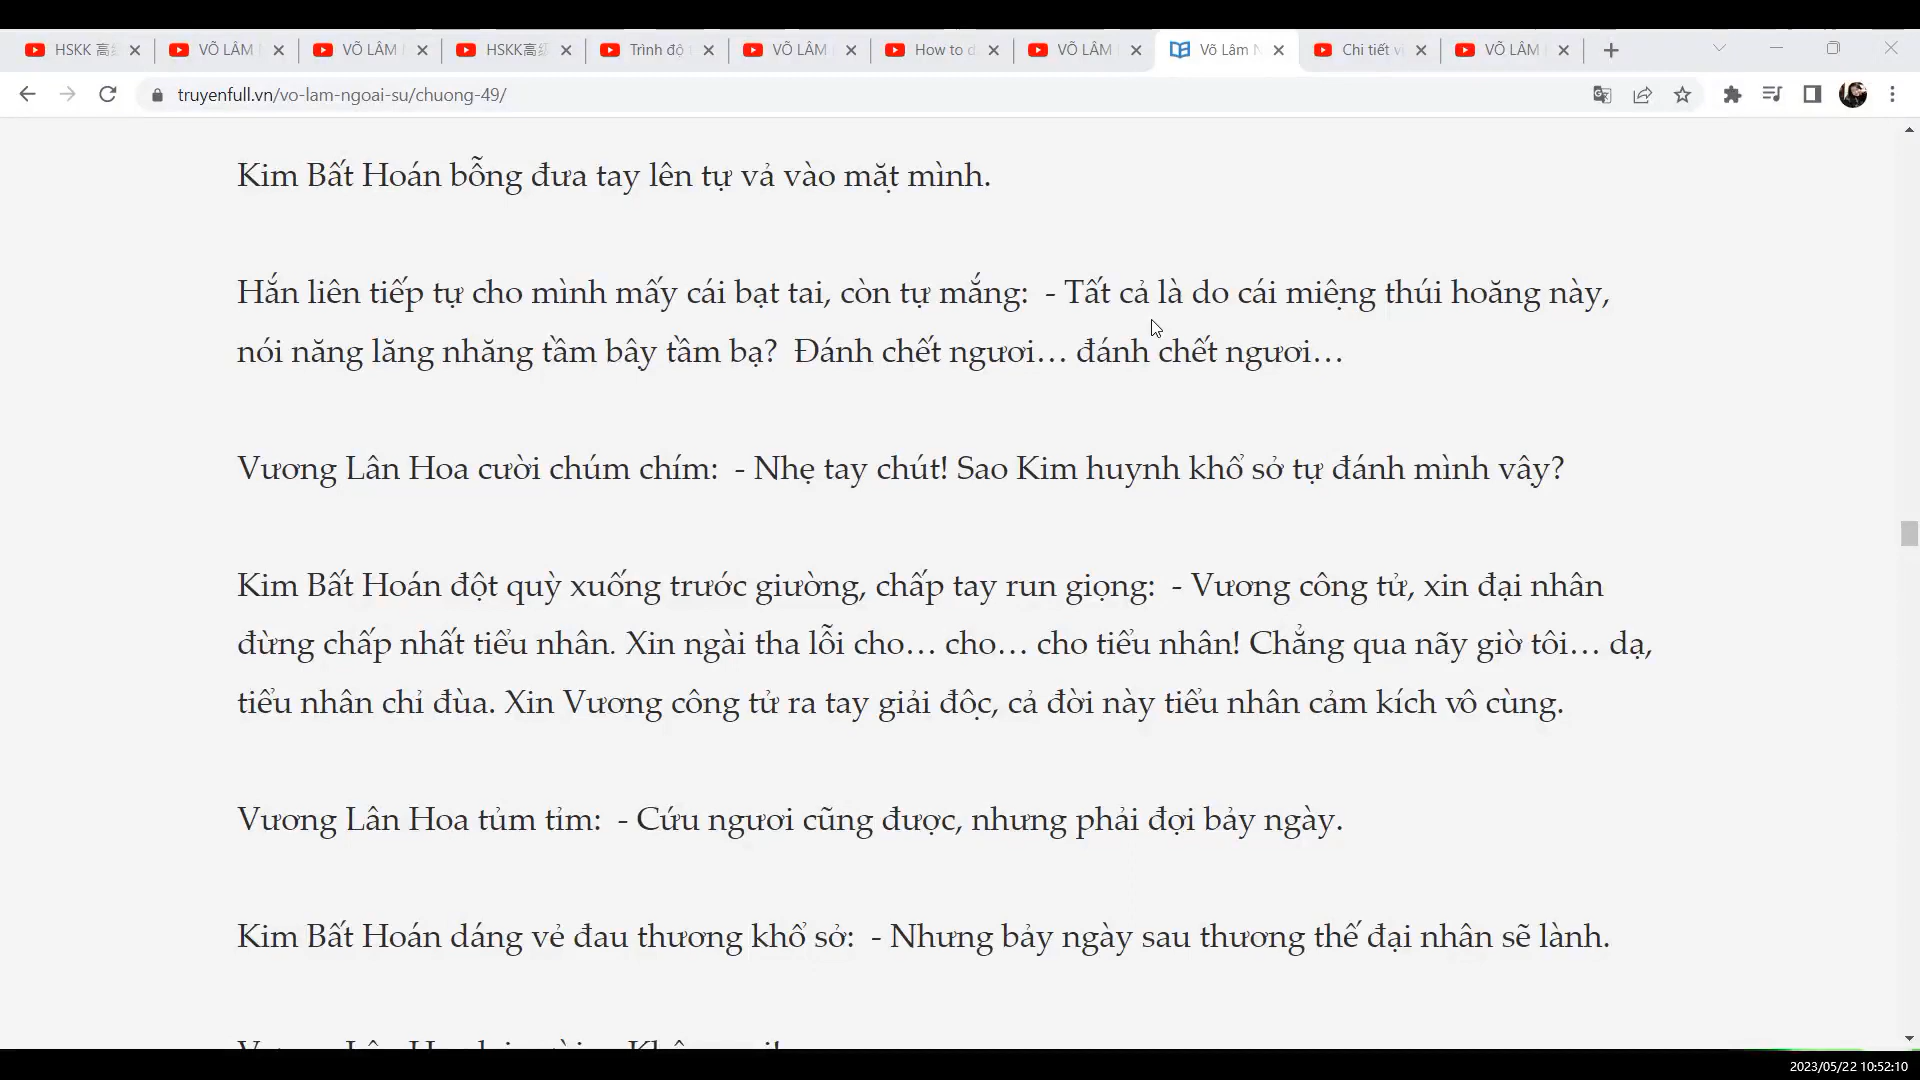 HSKK 高
VÕ LÂM
VÕ LÂM
HSKK高级
Trình độ
VÕ LÂM
How to d
VÕ LÂM
Võ Lâm N
Chi tiết v
VÕ LÂM
truyenfull.vn/vo-lam-ngoai-su/chuong-49/
Kim Bất Hoán bỗng đưa tay lên tự vả vào mặt mình.
Hắn liên tiếp tự cho mình mấy cái bạt tai, còn tự mắng: - Tất cả là do cái miệng thúi hoăng này,
nói năng lăng nhăng tầm bây tầm bạ? Đánh chết ngươi… đánh chết ngươi…
Vương Lân Hoa cười chúm chím: - Nhẹ tay chút! Sao Kim huynh khổ sở tự đánh mình vậy?
Kim Bất Hoán đột quỳ xuống trước giường, chấp tay run giọng: - Vương công tử, xin đại nhân
đừng chấp nhất tiểu nhân. Xin ngài tha lỗi cho… cho… cho tiểu nhân! Chẳng qua nãy giờ tôi… dạ,
tiểu nhân chỉ đùa. Xin Vương công tử ra tay giải độc, cả đời này tiểu nhân cảm kích vô cùng.
Vương Lân Hoa tủm tỉm: - Cứu ngươi cũng được, nhưng phải đợi bảy ngày.
Kim Bất Hoán dáng vẻ đau thương khổ sở: - Nhưng bảy ngày sau thương thế đại nhân sẽ lành.
2023/05/22 10:52:10